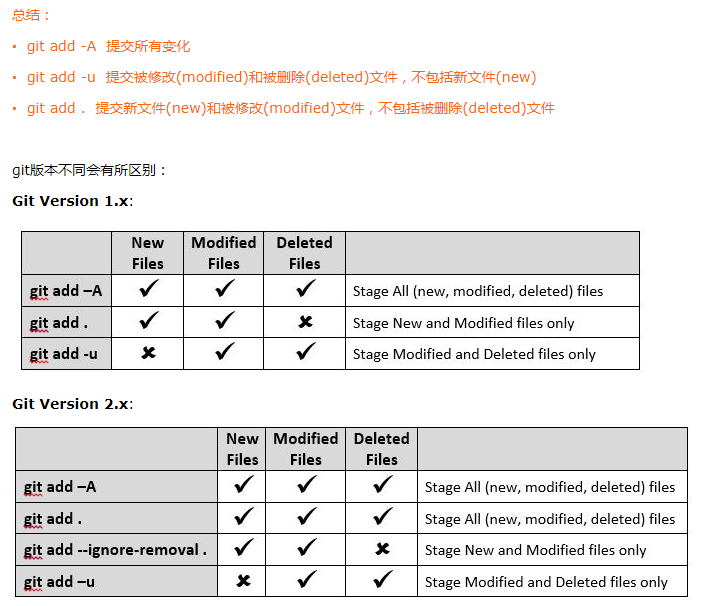 总结：
· git add -A 提交所有变化
· git add -u 提交被修改(modified)和被删除(deleted)文件，不包括新文件(new)
· git add . 提交新文件(new)和被修改(modified)文件，不包括被删除(deleted)文件
git版本不同会有所区别：
Git Version 1.x:
New Files Modified Files Deleted Files
git add –A ✓ ✓ ✓ Stage All (new, modified, deleted) files
git add . ✓ ✓ ✖ Stage New and Modified files only
git add -u ✖ ✓ ✓ Stage Modified and Deleted files only
Git Version 2.x:
New Files Modified Files Deleted Files
git add –A ✓ ✓ ✓ Stage All (new, modified, deleted) files
git add . ✓ ✓ ✓ Stage All (new, modified, deleted) files
git add --ignore-removal . ✓ ✓ ✖ Stage New and Modified files only
git add –u ✖ ✓ ✓ Stage Modified and Deleted files only